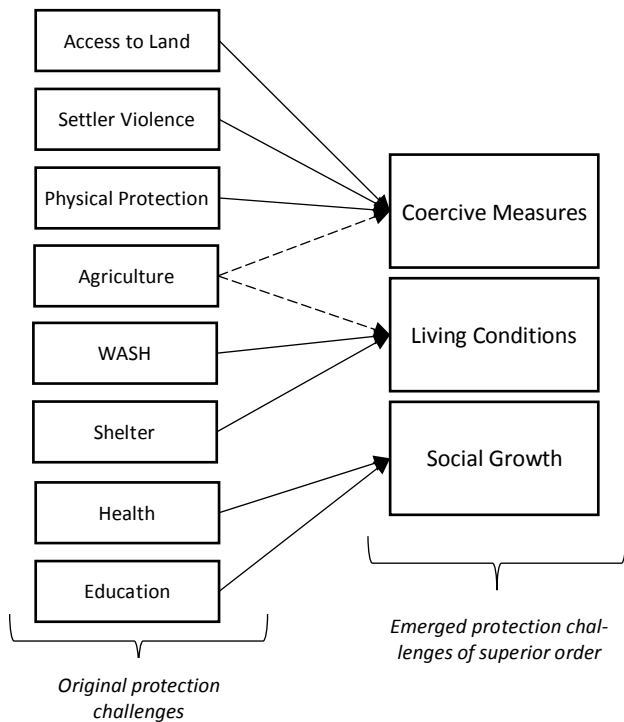 Access to Land
Settler Violence
Physical Protection
Agriculture
WASH
Shelter
Health
Education
Coercive Measures
Living Conditions
Social Growth
Original protection
challenges
Emerged protection chal-
lenges of superior order